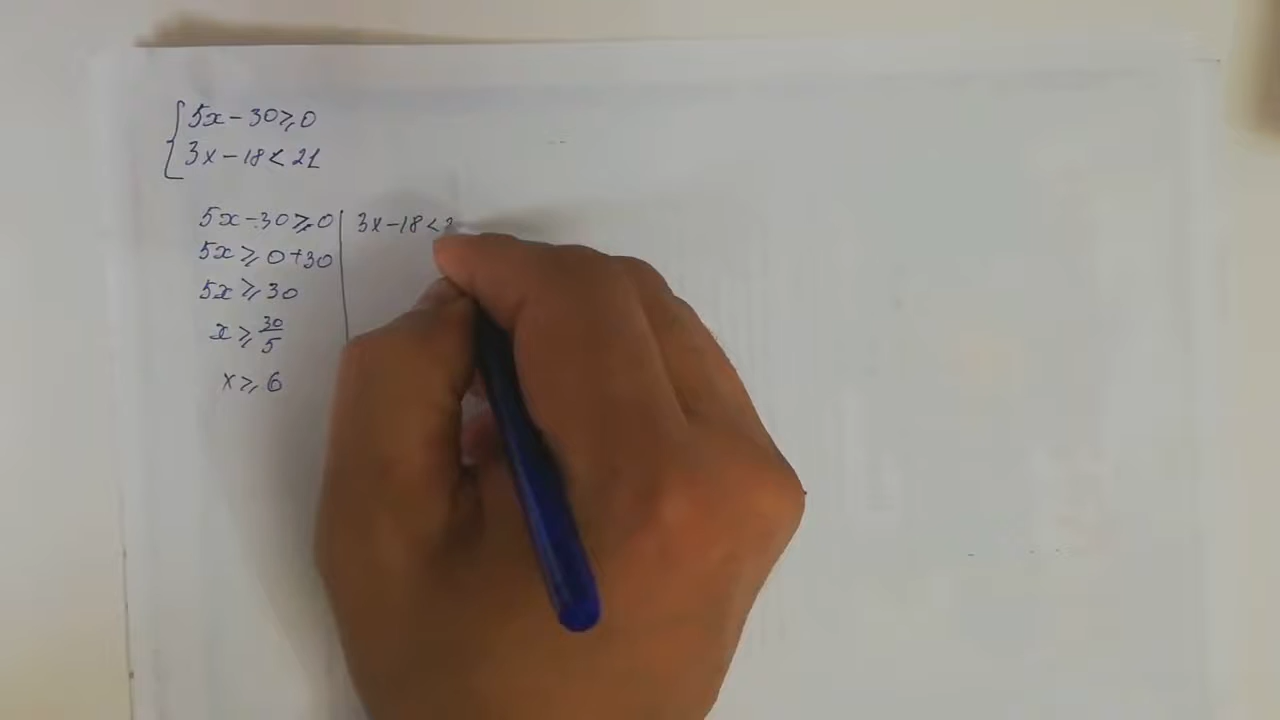 5x - 30 ≥ 0
3x - 18 < 21
5x - 30 ≥ 0
5x ≥ 0 + 30
5x ≥ 30
x ≥ 30/5
x ≥ 6
3x - 18 < 2